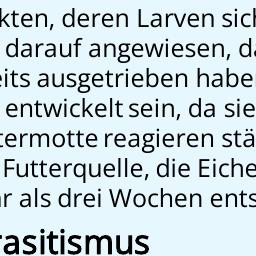 kten, deren Larven sich
darauf angewiesen, da
eits ausgetrieben haben
entwickelt sein, da sie
termotte reagieren stä
Futterquelle, die Eiche
r als drei Wochen ents
rasitismus